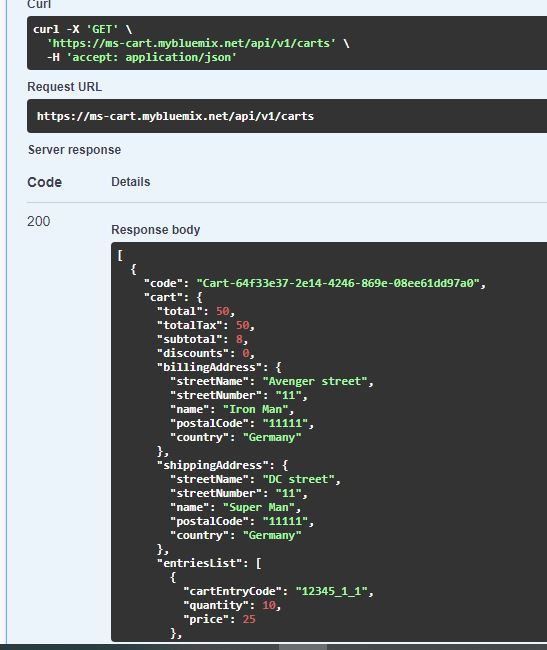 Curl
curl -X 'GET' \
'https://ms-cart.mybluemix.net/api/v1/carts' \
-H 'accept: application/json'
Request URL
https://ms-cart.mybluemix.net/api/v1/carts
Server response
Code Details
200
Response body
[
{
"code": "Cart-64f33e37-2e14-4246-869e-08ee61dd97a0",
"cart": {
"total": 50,
"totalTax": 50,
"subtotal": 8,
"discounts": 0,
"billingAddress": {
"streetName": "Avenger street",
"streetNumber": "11",
"name": "Iron Man",
"postalCode": "11111",
"country": "Germany"
},
"shippingAddress": {
"streetName": "DC street",
"streetNumber": "11",
"name": "Super Man",
"postalCode": "11111",
"country": "Germany"
},
"entriesList": [
{
"cartEntryCode": "12345_1_1",
"quantity": 10,
"price": 25
},